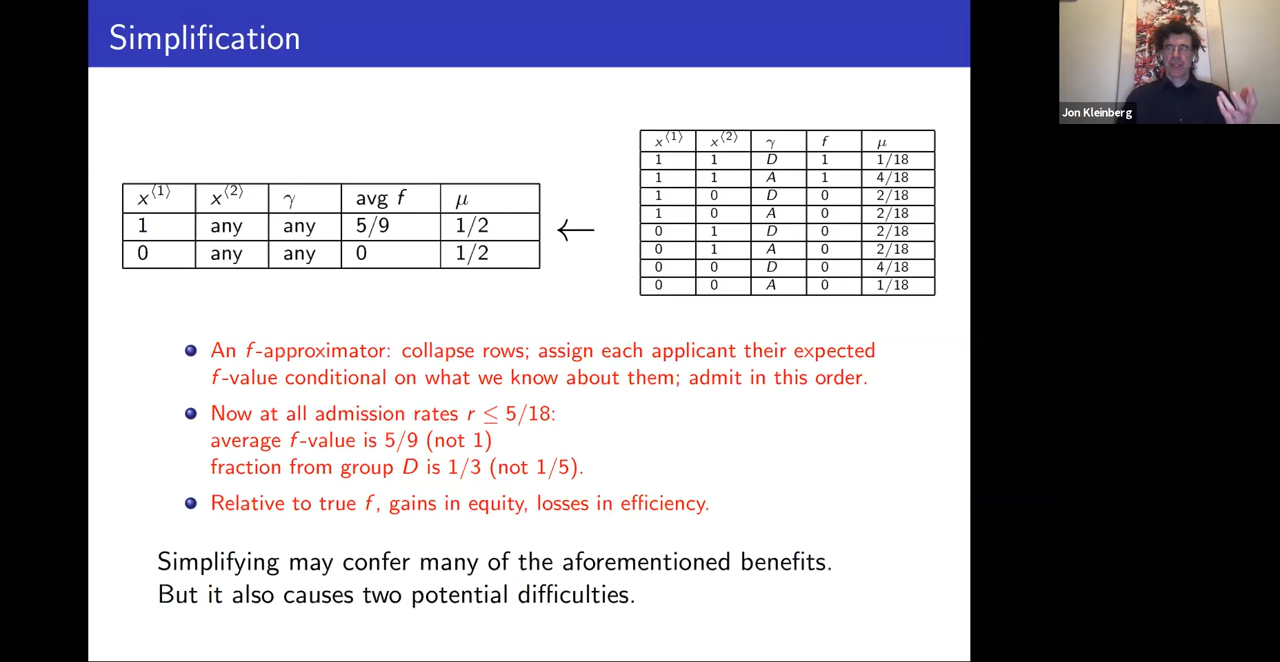 Simplification
Jon Kleinberg
x⟨1⟩ x⟨2⟩ γ avg f μ
1 any any 5/9 1/2
0 any any 0 1/2
←
x⟨1⟩ x⟨2⟩ γ f μ
1 1 D 1 1/18
1 1 A 1 4/18
1 0 D 0 2/18
1 0 A 0 2/18
0 1 D 0 2/18
0 1 A 0 2/18
0 0 D 0 4/18
0 0 A 0 1/18
An f-approximator: collapse rows; assign each applicant their expected
f-value conditional on what we know about them; admit in this order.
Now at all admission rates r ≤ 5/18:
average f-value is 5/9 (not 1)
fraction from group D is 1/3 (not 1/5).
Relative to true f, gains in equity, losses in efficiency.
Simplifying may confer many of the aforementioned benefits.
But it also causes two potential difficulties.